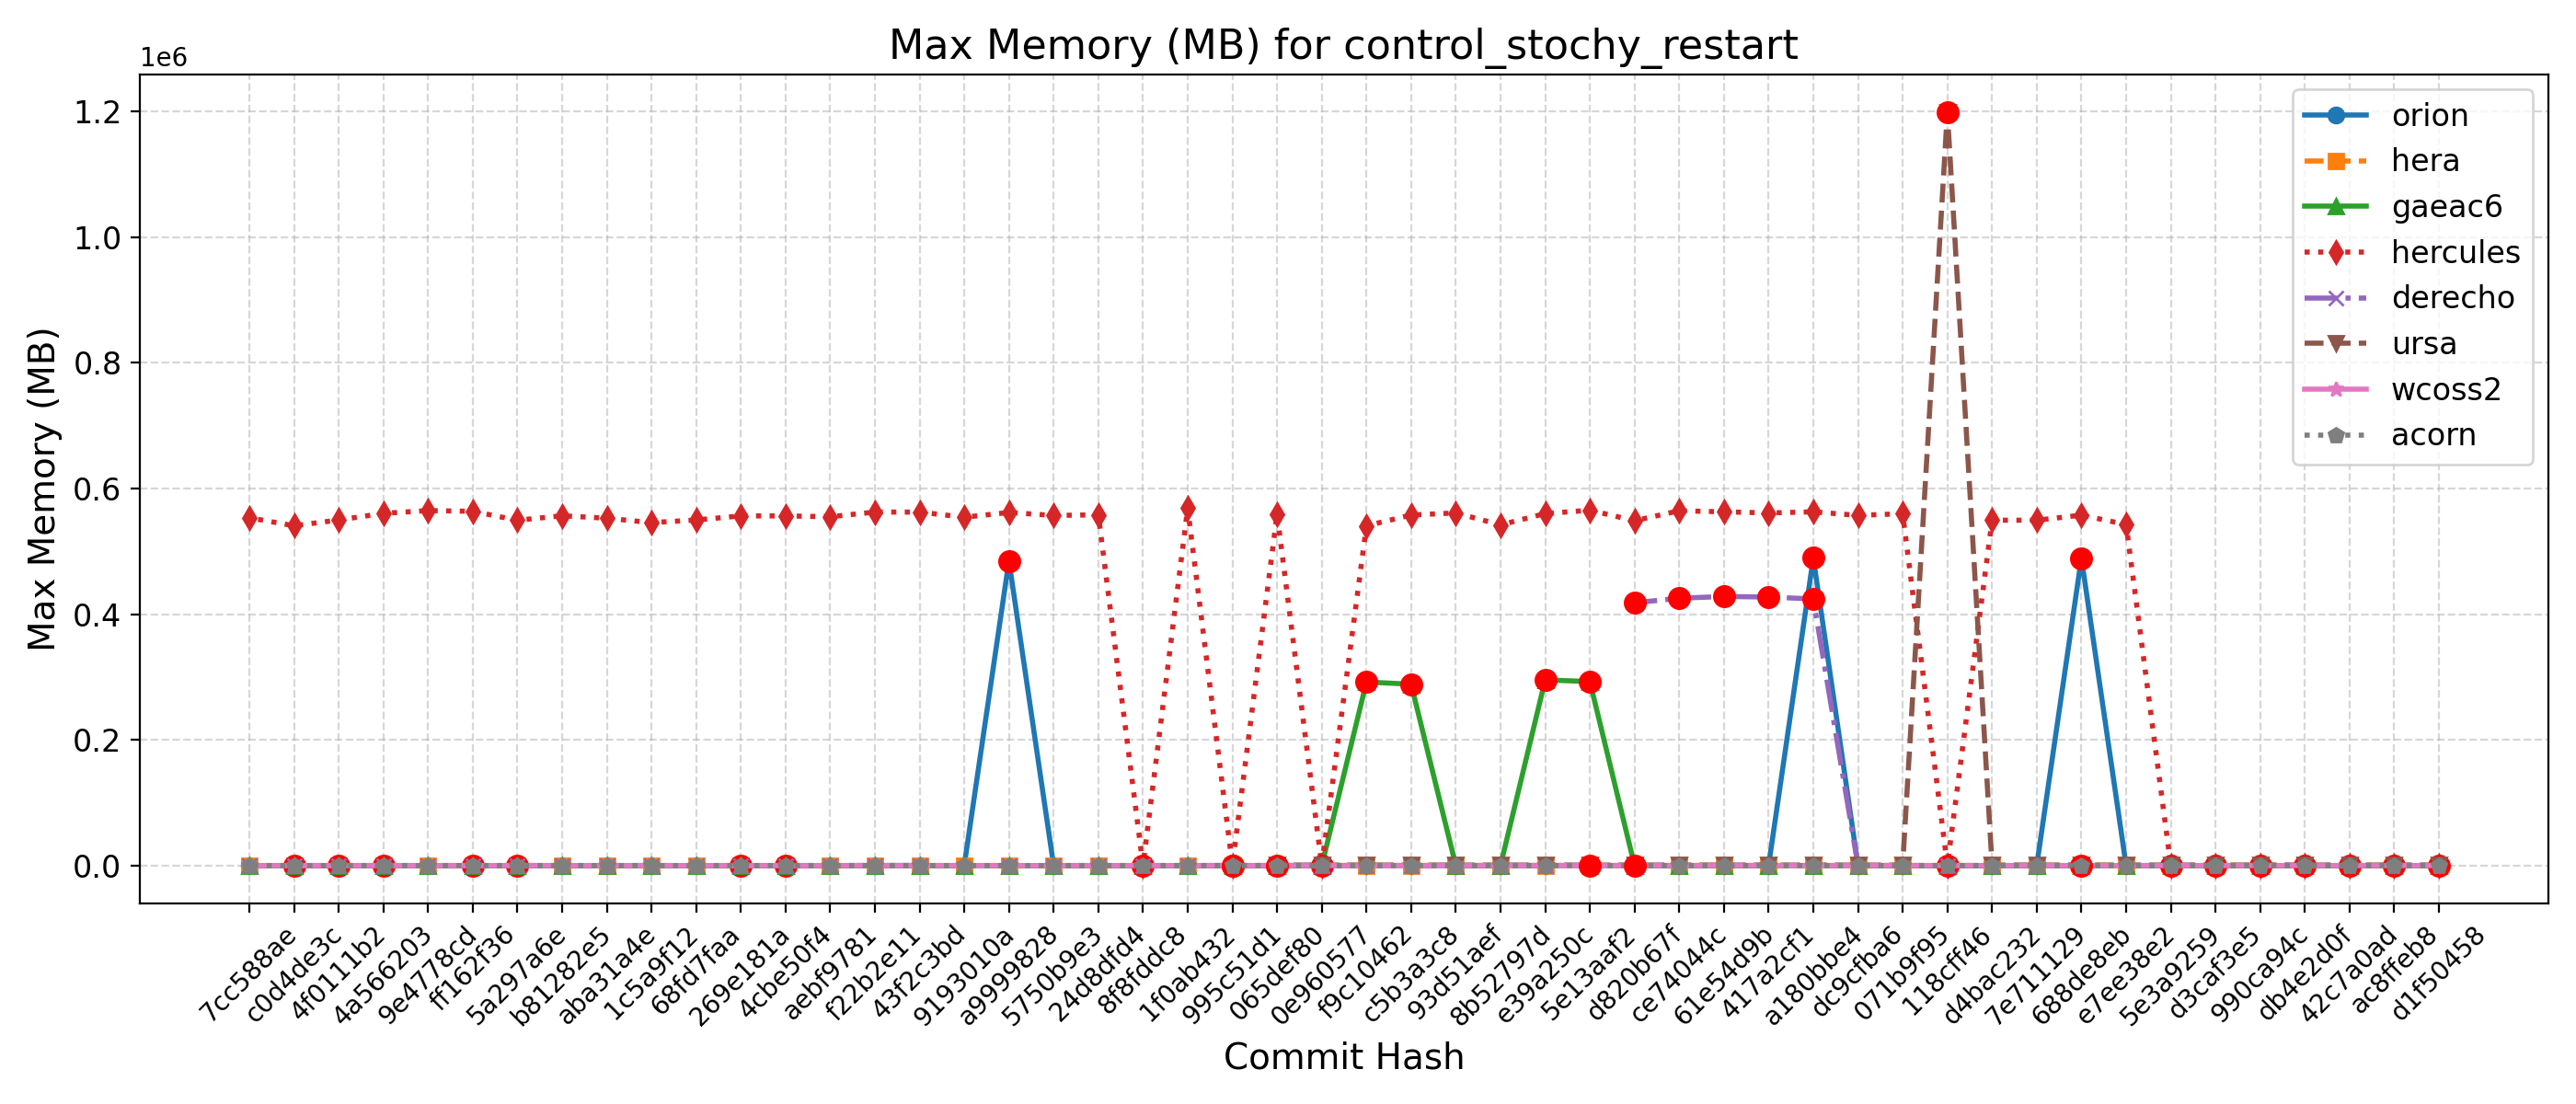 Max Memory (MB) for control_stochy_restart
1e6
1.2
1.0
0.8
0.6
0.4
0.2
0.0
Max Memory (MB)
orion
hera
gaeac6
hercules
derecho
ursa
wcoss2
acorn
7cc588ae
c0d4de3c
4f0111b2
4a566203
9e4778cd
ff162f36
5a297a6e
b81282e5
aba31a4e
1c5a9f12
68fd7faa
269e181a
4cbe50f4
aebf9781
f22b2e11
43f2c3bd
9193010a
a9999828
5750b9e3
24d8dfd4
8f8fddc8
1f0ab432
995c51d1
065def80
0e960577
f9c10462
c5b3a3c8
93d51aef
8b52797d
e39a250c
5e13aaf2
d820b67f
ce74044c
61e54d9b
417a2cf1
a180bbe4
dc9cfba6
071b9f95
118cff46
d4bac232
7e711129
688de8eb
e7ee38e2
5e3a9259
d3caf3e5
990ca94c
db4e2d0f
42c7a0ad
ac8ffeb8
d1f50458
Commit Hash